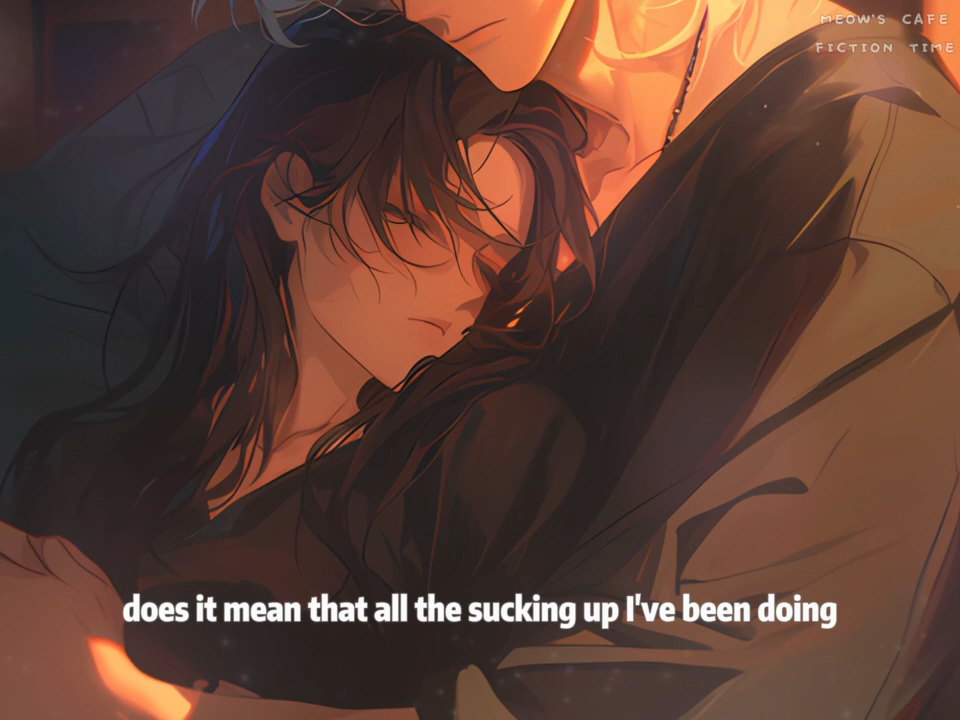 MEOW'S CAFE
FICTION TIME
does it mean that all the sucking up I've been doing